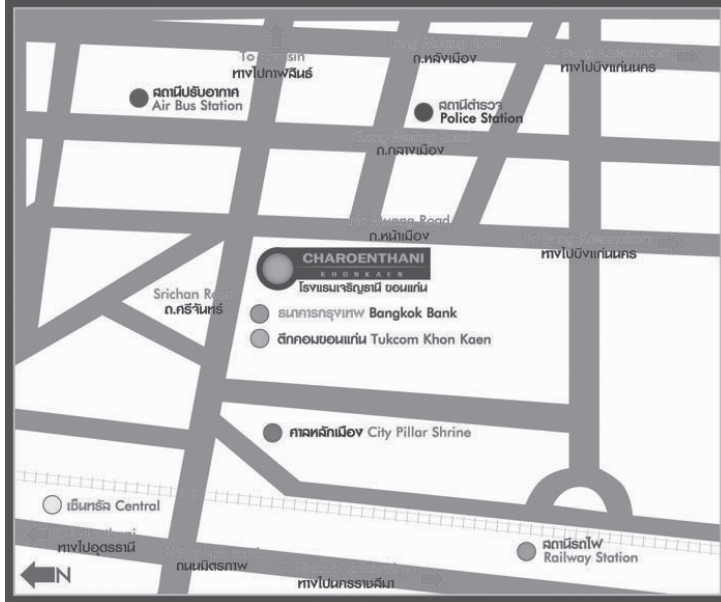 ทางไปกาฬสินธุ์
ถ.หลังเมือง
ทางไปบึงแก่นนคร
สถานีปรับอากาศ
Air Bus Station
สถานีตำรวจ
Police Station
ถ.กลางเมือง
Na Muang Road
ถ.หน้าเมือง
ทางไปบึงแก่นนคร
CHAROENTHANI
KHONKAEN
โรงแรมเจริญธานี ขอนแก่น
Srichan Road
ถ.ศรีจันทร์
ธนาคารกรุงเทพ Bangkok Bank
ตึกคอมขอนแก่น Tukcom Khon Kaen
ศาลหลักเมือง City Pillar Shrine
เซ็นทรัล Central
ทางไปอุดรธานี
สถานีรถไฟ
Railway Station
ถนนมิตรภาพ
ทางไปนครราชสีมา
N